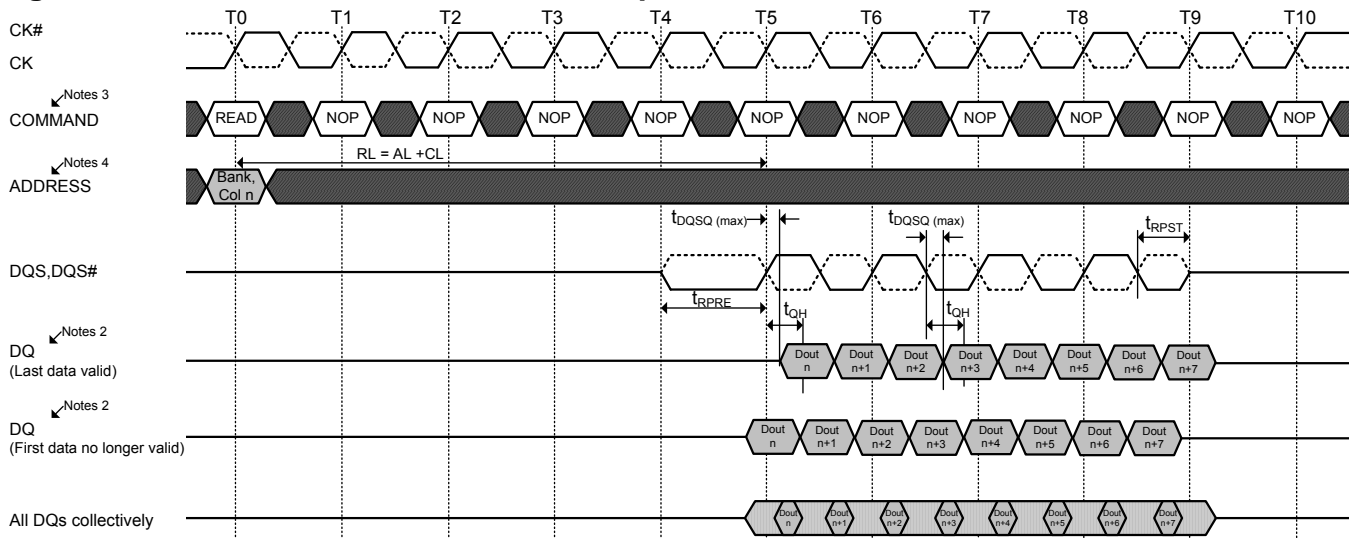 T0 T1 T2 T3 T4 T5 T6 T7 T8 T9 T10
CK#
CK
Notes 3
COMMAND
READ NOP NOP NOP NOP NOP NOP NOP NOP NOP NOP
RL = AL +CL
Notes 4
ADDRESS
Bank,
Col n
tDQSQ (max) tDQSQ (max) tRPST
DQS,DQS#
tRPRE tQH tQH
Notes 2
DQ
(Last data valid)
Dout Dout Dout Dout Dout Dout Dout Dout
n n+1 n+2 n+3 n+4 n+5 n+6 n+7
Notes 2
DQ
(First data no longer valid)
Dout Dout Dout Dout Dout Dout Dout Dout
n n+1 n+2 n+3 n+4 n+5 n+6 n+7
All DQs collectively
Dout Dout Dout Dout Dout Dout Dout Dout
n n+1 n+2 n+3 n+4 n+5 n+6 n+7